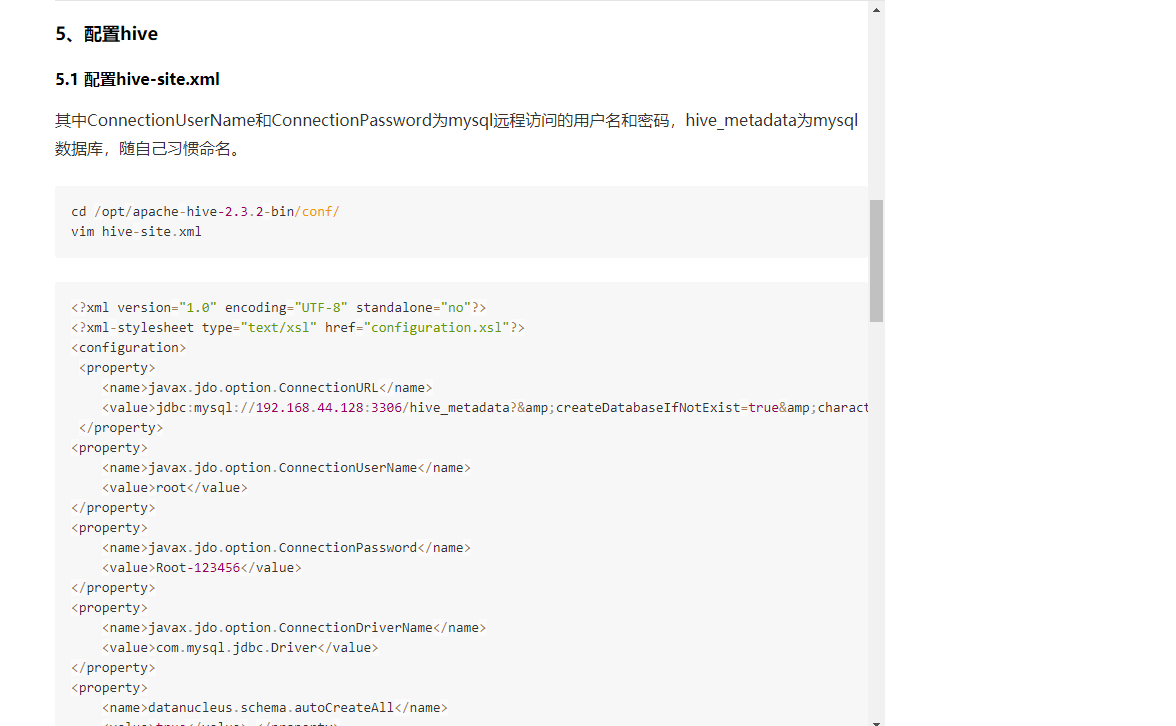 5、配置hive
5.1 配置hive-site.xml
其中ConnectionUserName和ConnectionPassword为mysql远程访问的用户名和密码，hive_metadata为mysql
数据库，随自己习惯命名。
cd /opt/apache-hive-2.3.2-bin/conf/
vim hive-site.xml
<?xml version="1.0" encoding="UTF-8" standalone="no"?>
<?xml-stylesheet type="text/xsl" href="configuration.xsl"?>
<configuration>
<property>
<name>javax.jdo.option.ConnectionURL</name>
<value>jdbc:mysql://192.168.44.128:3306/hive_metadata?&amp;createDatabaseIfNotExist=true&amp;charact
</property>
<property>
<name>javax.jdo.option.ConnectionUserName</name>
<value>root</value>
</property>
<property>
<name>javax.jdo.option.ConnectionPassword</name>
<value>Root-123456</value>
</property>
<property>
<name>javax.jdo.option.ConnectionDriverName</name>
<value>com.mysql.jdbc.Driver</value>
</property>
<property>
<name>datanucleus.schema.autoCreateAll</name>
<value>true</value> </property>